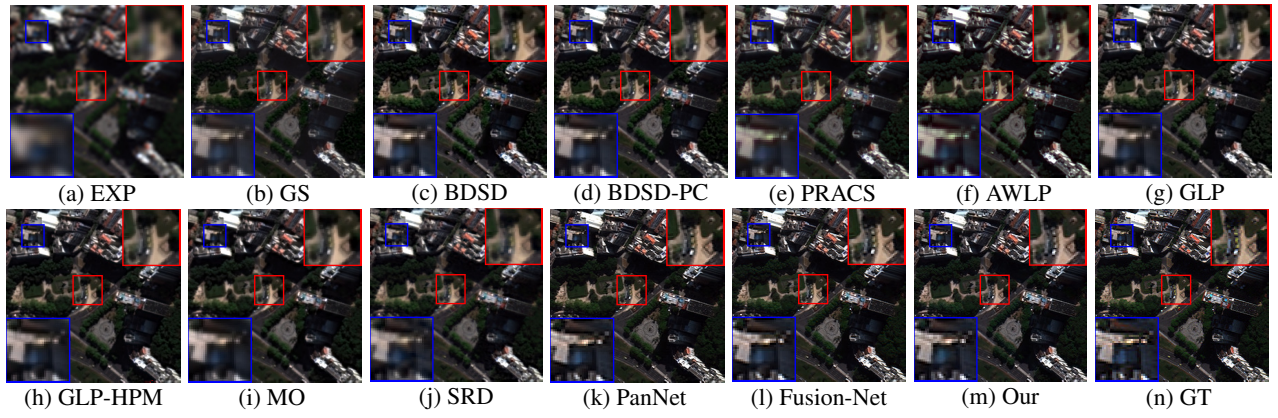 (a) EXP (b) GS (c) BDSD (d) BDSD-PC (e) PRACS (f) AWLP (g) GLP
(h) GLP-HPM (i) MO (j) SRD (k) PanNet (l) Fusion-Net (m) Our (n) GT